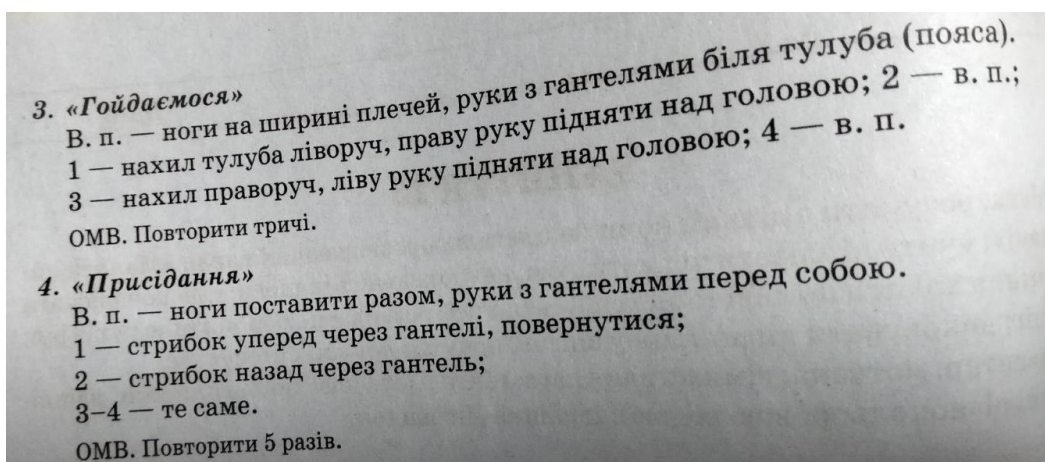 3. «Гойдаємося»
В. п. — ноги на ширині плечей, руки з гантелями біля тулуба (пояса).
1 — нахил тулуба ліворуч, праву руку підняти над головою; 2 — в. п.;
3 — нахил праворуч, ліву руку підняти над головою; 4 — в. п.
ОМВ. Повторити тричі.
4. «Присідання»
В. п. — ноги поставити разом, руки з гантелями перед собою.
1 — стрибок уперед через гантелі, повернутися;
2 — стрибок назад через гантель;
3–4 — те саме.
ОМВ. Повторити 5 разів.